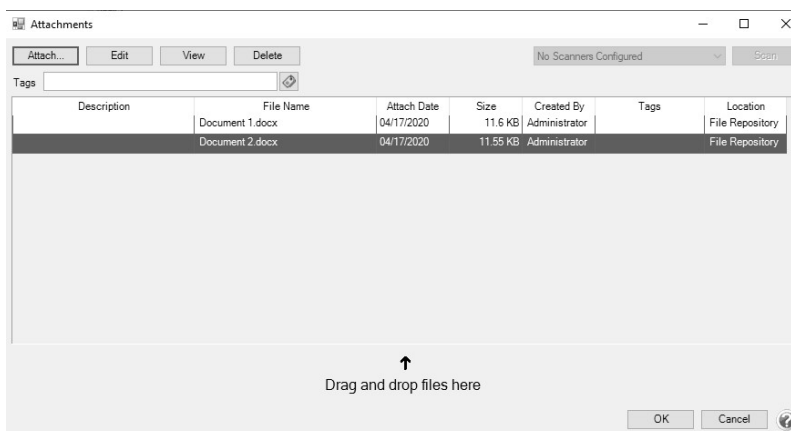 Attachments
Attach... Edit View Delete No Scanners Configured Scan
Tags
Description File Name Attach Date Size Created By Tags Location
Document 1.docx 04/17/2020 11.6 KB Administrator File Repository
Document 2.docx 04/17/2020 11.55 KB Administrator File Repository
Drag and drop files here
OK Cancel ?